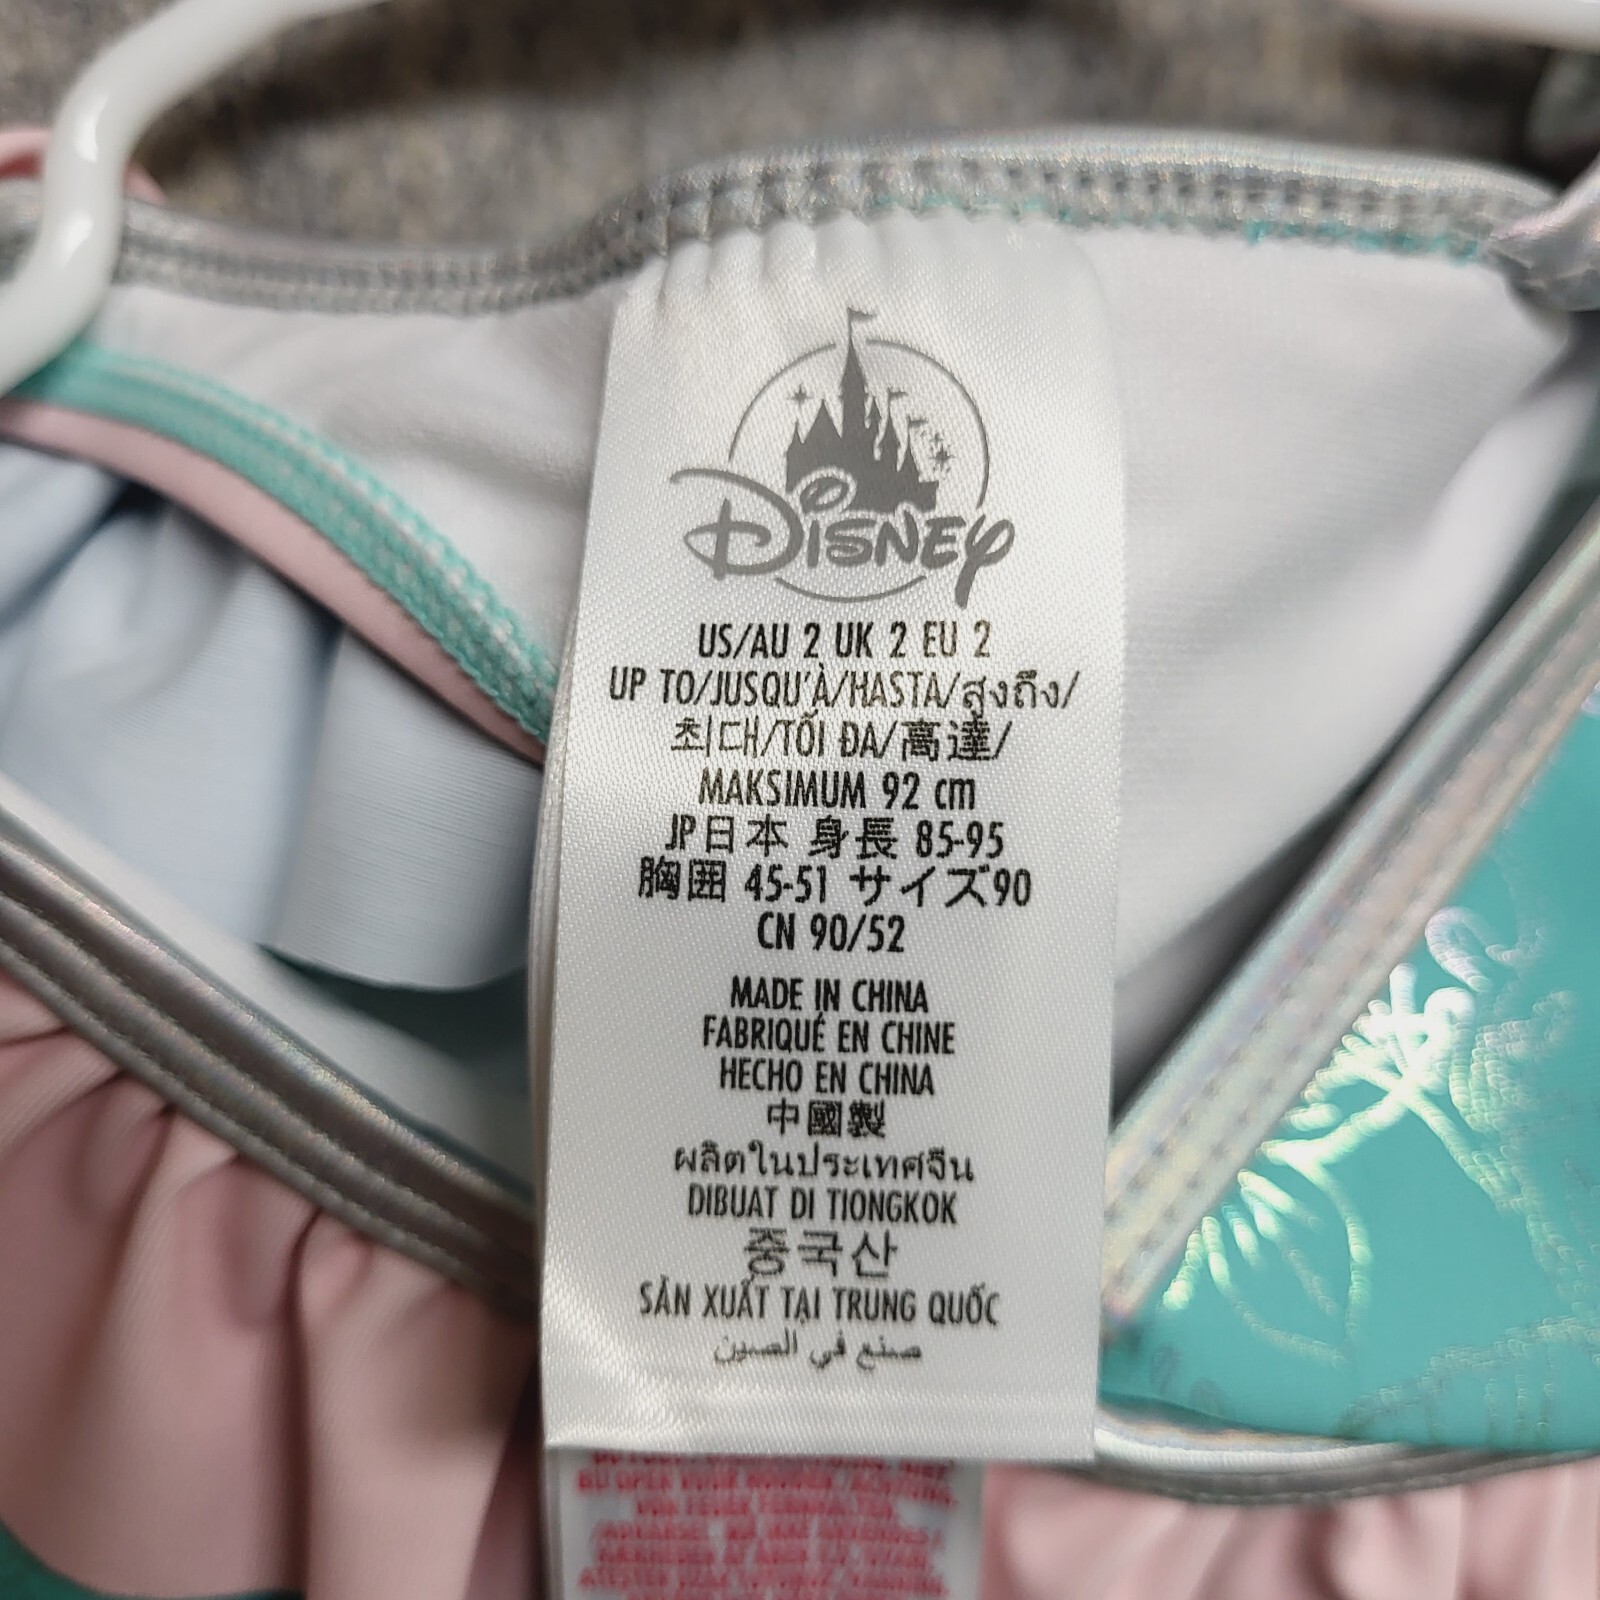 Disney
US/AU 2 UK 2 EU 2
UP TO/JUSQU'À/HASTA/สูงถึง/
최대/TỐI ĐA/高達/
MAKSIMUM 92 cm
JP日本 身長 85-95
胸囲 45-51 サイズ90
CN 90/52
MADE IN CHINA
FABRIQUÉ EN CHINE
HECHO EN CHINA
中國製
ผลิตในประเทศจีน
DIBUAT DI TIONGKOK
중국산
SẢN XUẤT TẠI TRUNG QUỐC
صنع في الصين